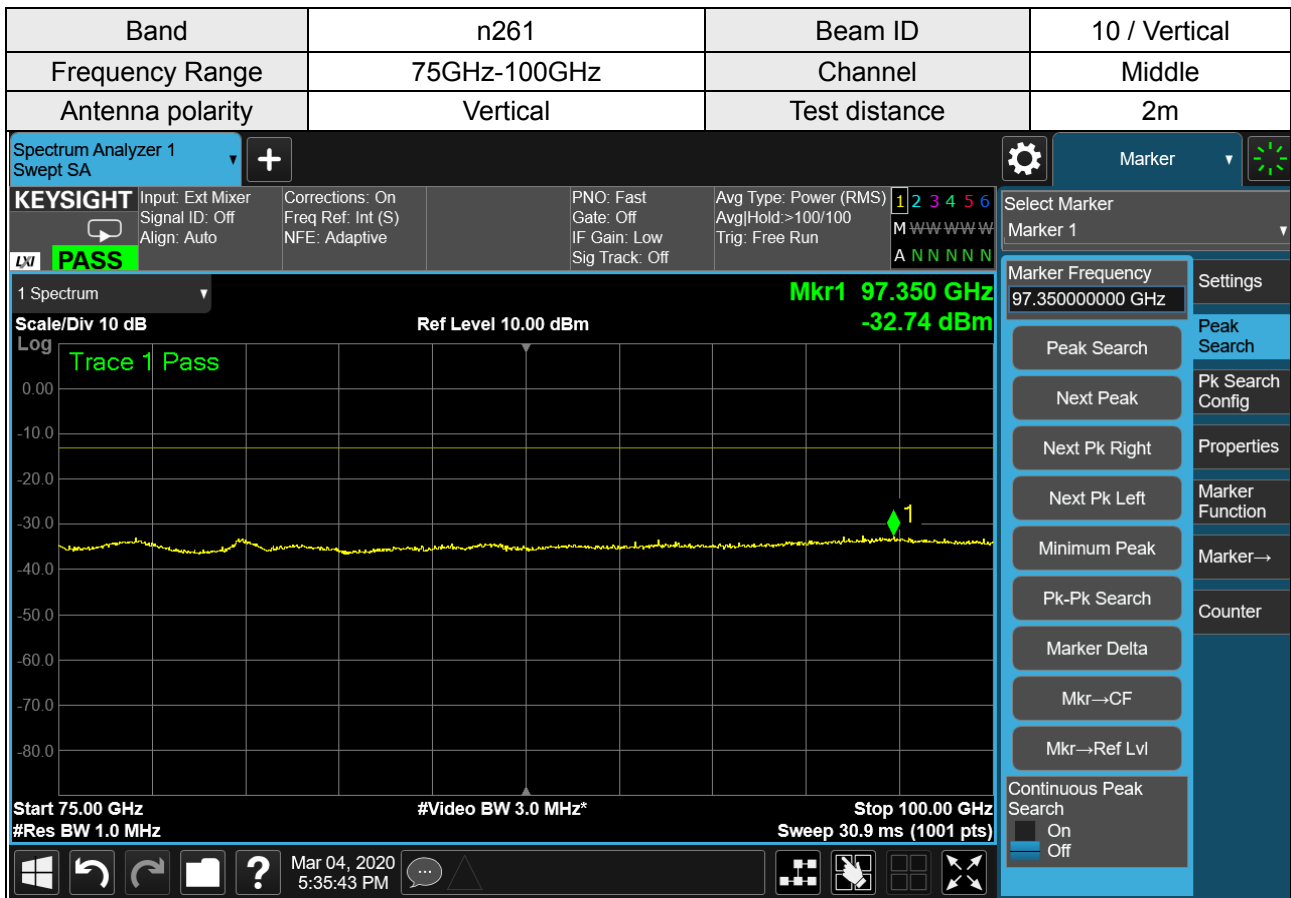 Band n261 Beam ID 10 / Vertical
Frequency Range 75GHz-100GHz Channel Middle
Antenna polarity Vertical Test distance 2m
Spectrum Analyzer 1
Swept SA
+
Marker
KEYSIGHT
LXI PASS
Input: Ext Mixer
Signal ID: Off
Align: Auto
Corrections: On
Freq Ref: Int (S)
NFE: Adaptive
PNO: Fast
Gate: Off
IF Gain: Low
Sig Track: Off
Avg Type: Power (RMS)
Avg|Hold:>100/100
Trig: Free Run
1 2 3 4 5 6
M W W W W W
A N N N N N
1 Spectrum
Scale/Div 10 dB
Ref Level 10.00 dBm
Mkr1 97.350 GHz
-32.74 dBm
Log
Trace 1 Pass
0.00
-10.0
-20.0
-30.0
-40.0
-50.0
-60.0
-70.0
-80.0
1
Start 75.00 GHz
#Res BW 1.0 MHz
#Video BW 3.0 MHz*
Stop 100.00 GHz
Sweep 30.9 ms (1001 pts)
Select Marker
Marker 1
Marker Frequency
97.350000000 GHz
Peak Search
Next Peak
Next Pk Right
Next Pk Left
Minimum Peak
Pk-Pk Search
Marker Delta
Mkr→CF
Mkr→Ref Lvl
Continuous Peak
Search
On
Off
Settings
Peak
Search
Pk Search
Config
Properties
Marker
Function
Marker→
Counter
?
Mar 04, 2020
5:35:43 PM
...